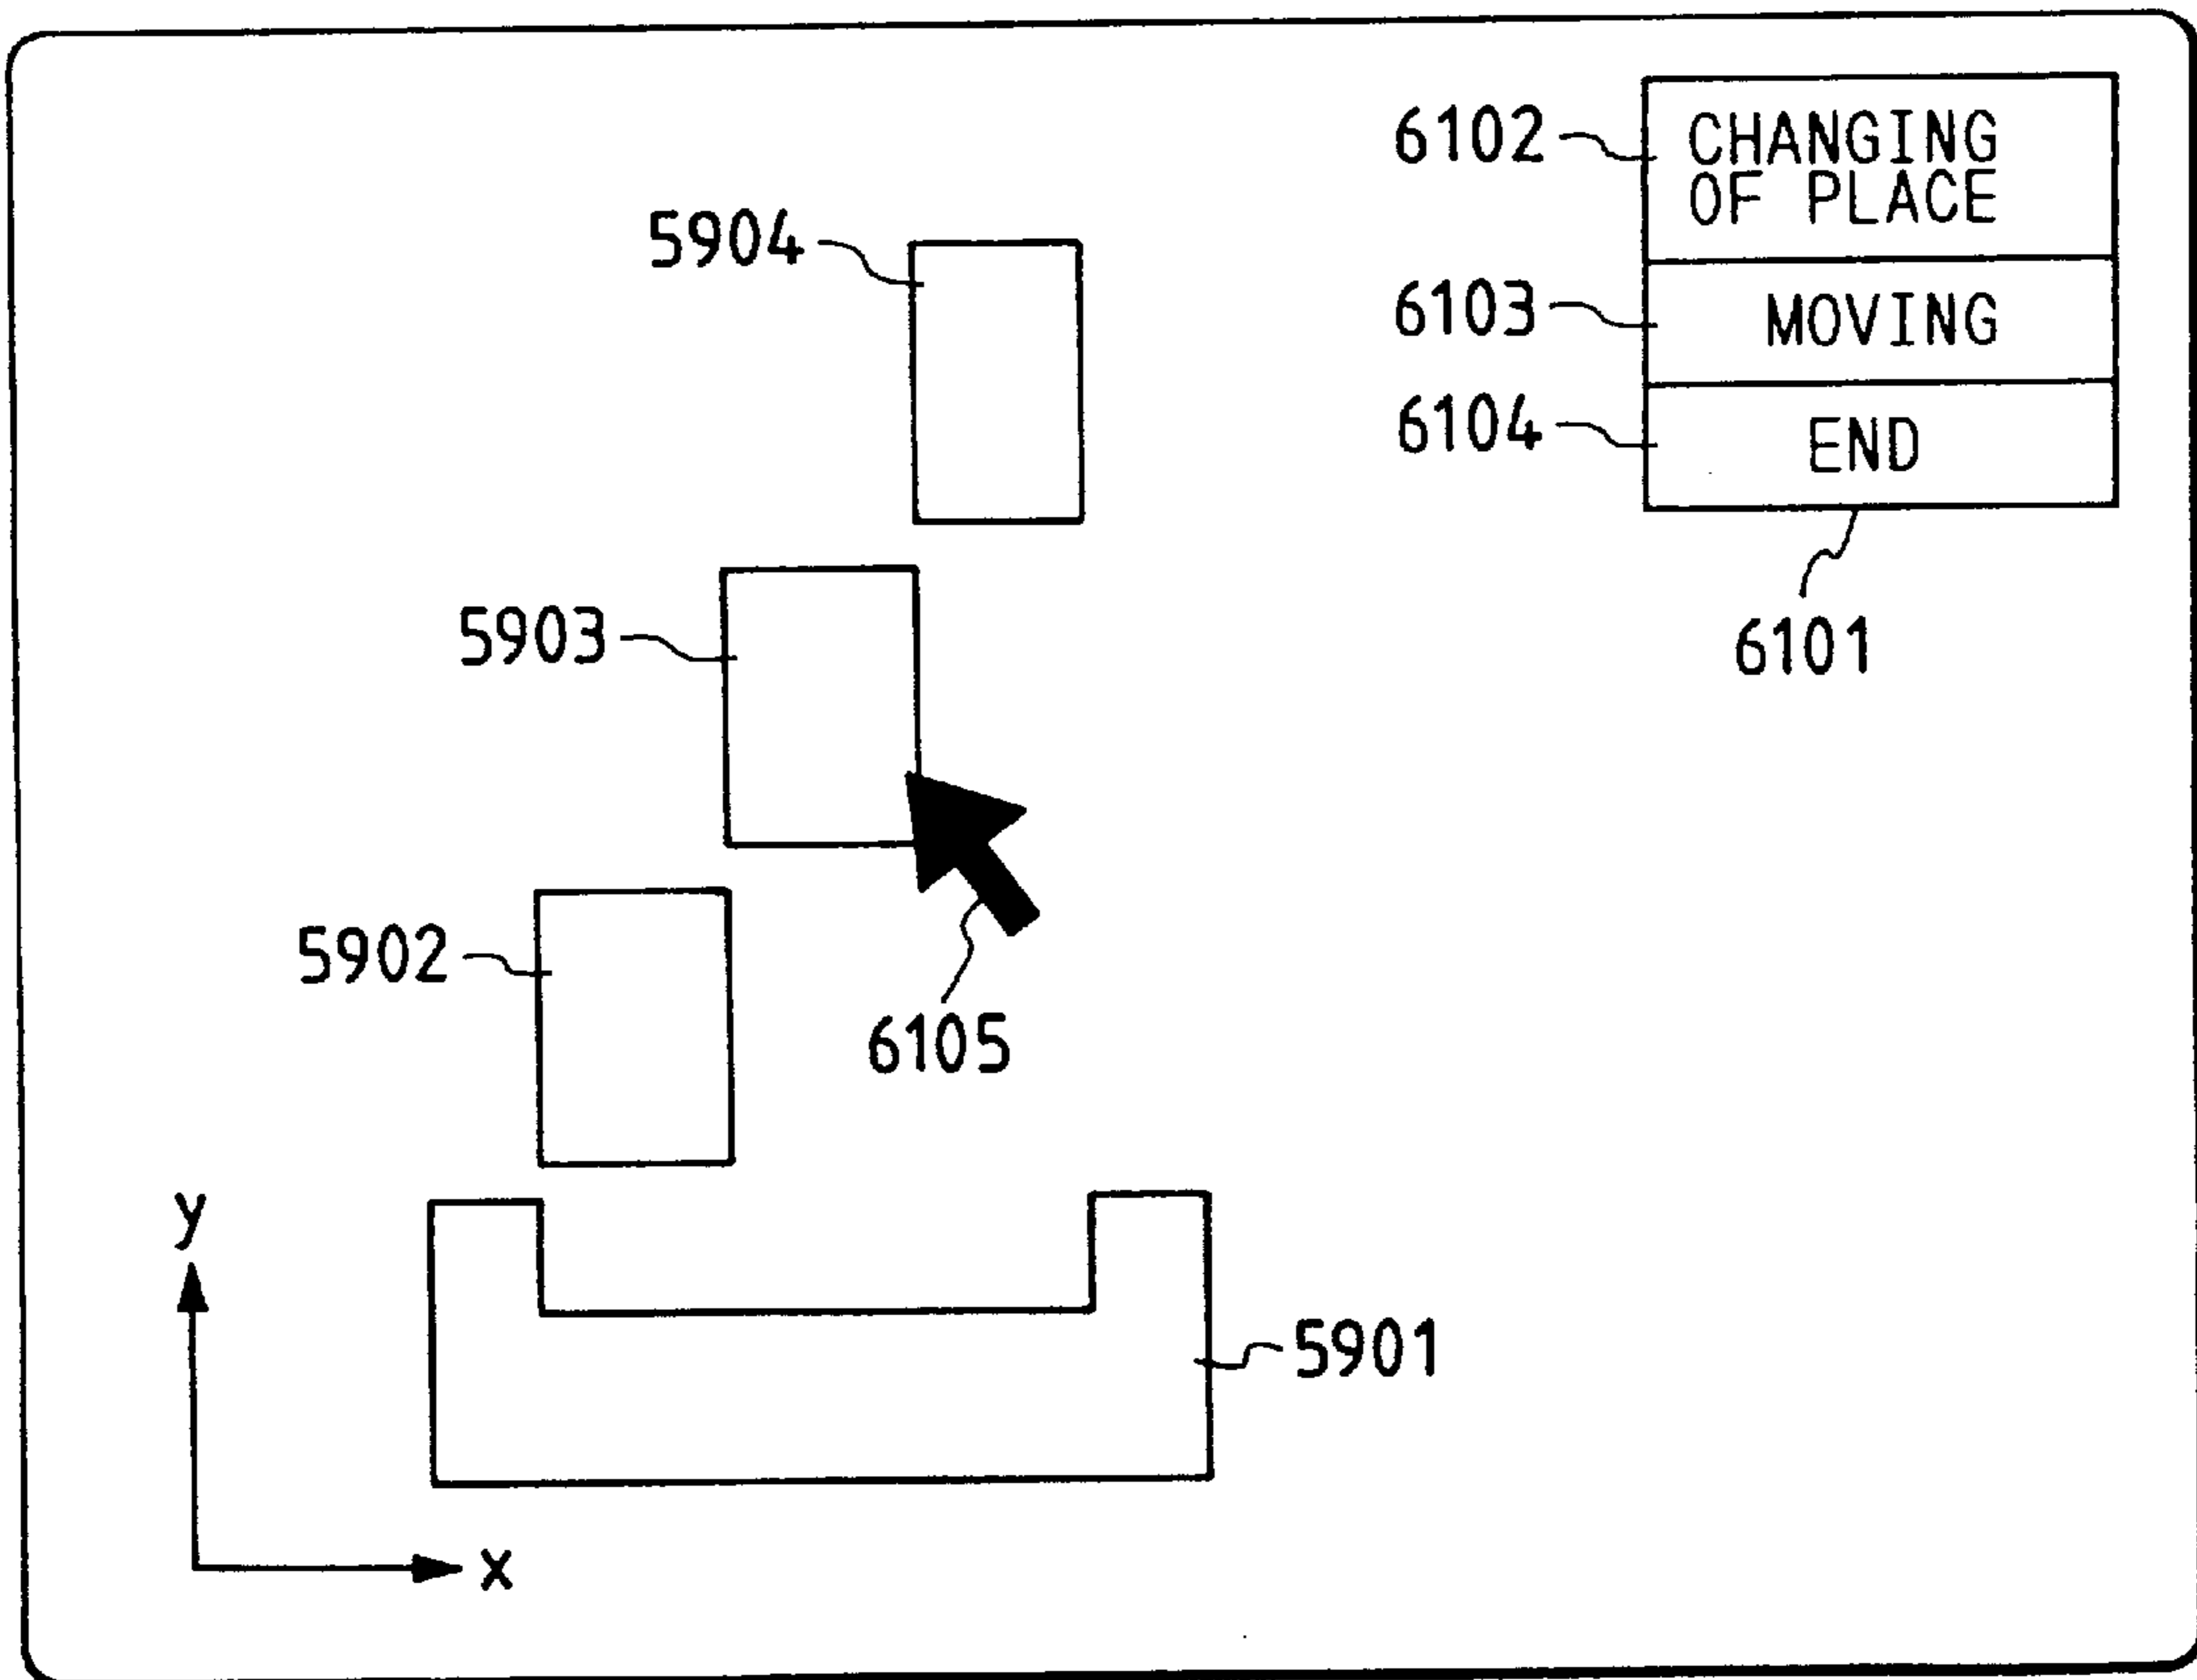 6102
CHANGING
OF PLACE
5904
6103
MOVING
6104
END
5903
6101
5902
6105
y
5901
x